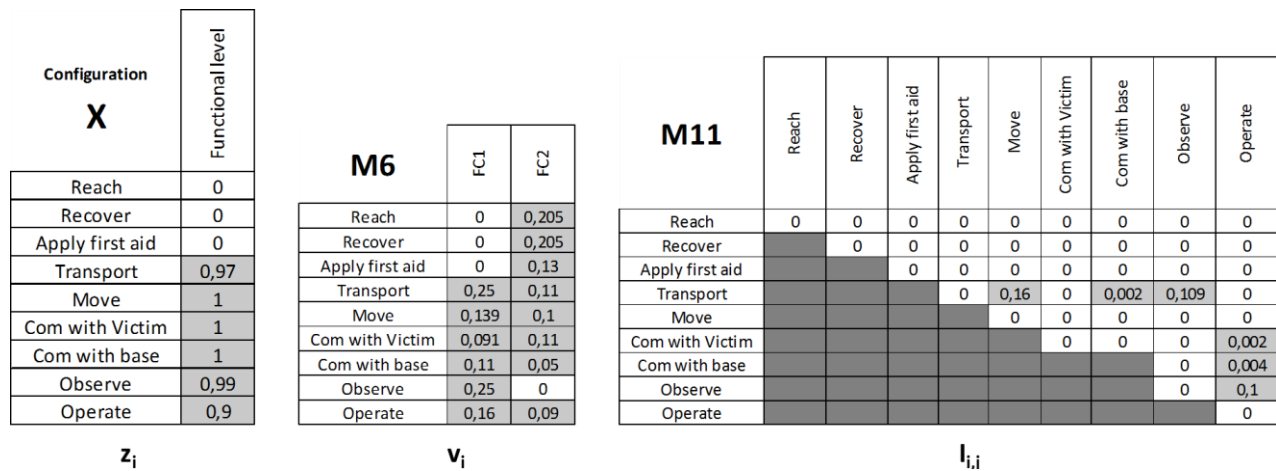 Configuration
X
Functional level
Reach 0
Recover 0
Apply first aid 0
Transport 0,97
Move 1
Com with Victim 1
Com with base 1
Observe 0,99
Operate 0,9
z_i
M6 FC1 FC2
Reach 0 0,205
Recover 0 0,205
Apply first aid 0 0,13
Transport 0,25 0,11
Move 0,139 0,1
Com with Victim 0,091 0,11
Com with base 0,11 0,05
Observe 0,25 0
Operate 0,16 0,09
v_i
M11 Reach Recover Apply first aid Transport Move Com with Victim Com with base Observe Operate
Reach 0 0 0 0 0 0 0 0 0
Recover 0 0 0 0 0 0 0 0
Apply first aid 0 0 0 0 0 0 0
Transport 0 0,16 0 0,002 0,109 0
Move 0 0 0 0 0
Com with Victim 0 0 0 0,002
Com with base 0 0,004
Observe 0 0,1
Operate 0
l_i,j